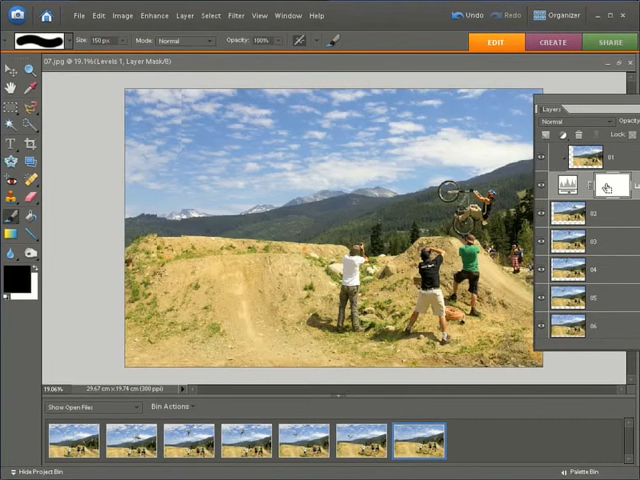 File Edit Image Enhance Layer Select Filter View Window Help
Undo Redo Organizer
Size: 150 px Mode: Normal Opacity: 100%
EDIT CREATE SHARE
07.jpg @ 19.1%(Levels 1, Layer Mask/8)
Layers
Normal Opacity
Lock:
01
02
03
04
05
06
19.06% 29.67 cm x 19.74 cm (300 ppi)
Show Open Files Bin Actions
Hide Project Bin Palette Bin